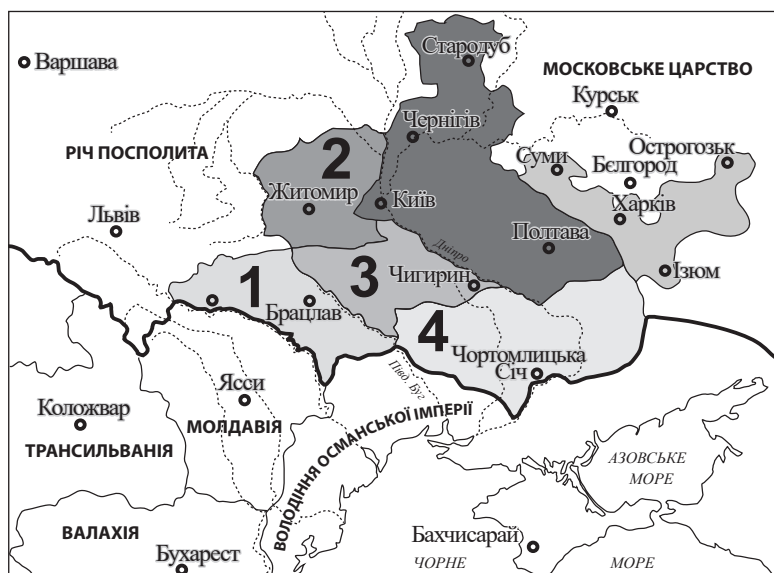 Стародуб
Варшава
МОСКОВСЬКЕ ЦАРСТВО
Курськ
Чернігів
РІЧ ПОСПОЛИТА
2
Суми
Острогозьк
Бєлгород
Житомир
Київ
Харків
Львів
Дніпро
Полтава
3
Чигирин
Ізюм
1
Брацлав
4
Чортомлицька
Січ
Півд. Буг
Ясси
Коложвар
МОЛДАВІЯ
ТРАНСИЛЬВАНІЯ
ВОЛОДІННЯ ОСМАНСЬКОЇ ІМПЕРІЇ
АЗОВСЬКЕ
МОРЕ
ВАЛАХІЯ
Бухарест
Бахчисарай
ЧОРНЕ
МОРЕ